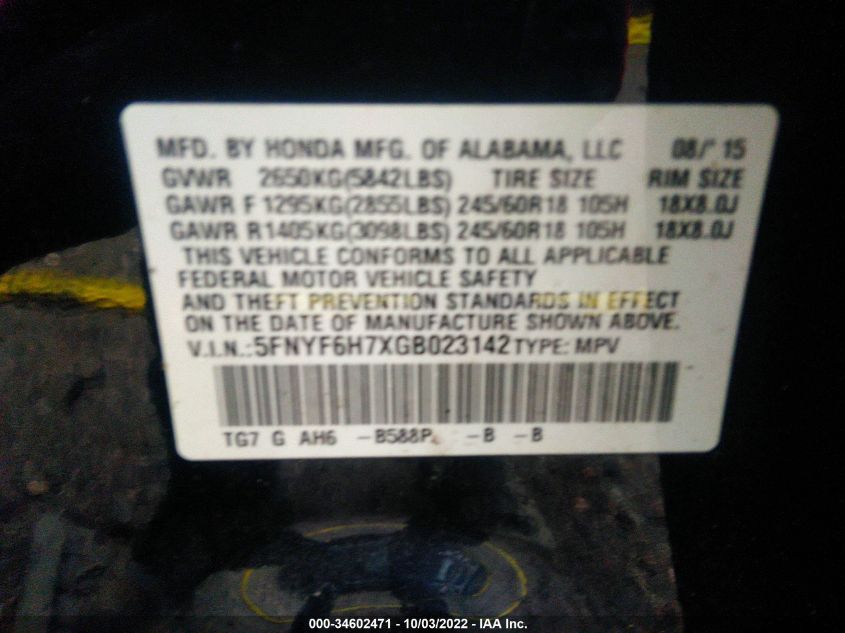 MFD. BY HONDA MFG. OF ALABAMA, LLC 08/'15
GVWR 2650KG(5842LBS) TIRE SIZE RIM SIZE
GAWR F1295KG(2855LBS) 245/60R18 105H 18X8.0J
GAWR R1405KG(3098LBS) 245/60R18 105H 18X8.0J
THIS VEHICLE CONFORMS TO ALL APPLICABLE
FEDERAL MOTOR VEHICLE SAFETY
AND THEFT PREVENTION STANDARDS IN EFFECT
ON THE DATE OF MANUFACTURE SHOWN ABOVE.
V.I.N.:5FNYF6H7XGB023142 TYPE: MPV
TG7 G AH6 -B588P -B -B
000-34602471 - 10/03/2022 - IAA Inc.